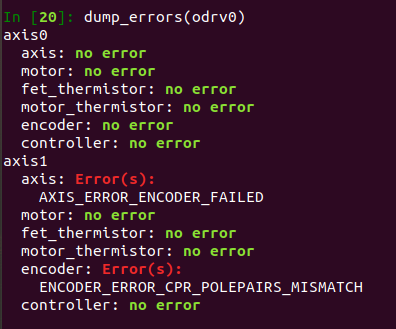 In [20]: dump_errors(odrv0)
axis0
  axis: no error
  motor: no error
  fet_thermistor: no error
  motor_thermistor: no error
  encoder: no error
  controller: no error
axis1
  axis: Error(s):
    AXIS_ERROR_ENCODER_FAILED
  motor: no error
  fet_thermistor: no error
  motor_thermistor: no error
  encoder: Error(s):
    ENCODER_ERROR_CPR_POLEPAIRS_MISMATCH
  controller: no error